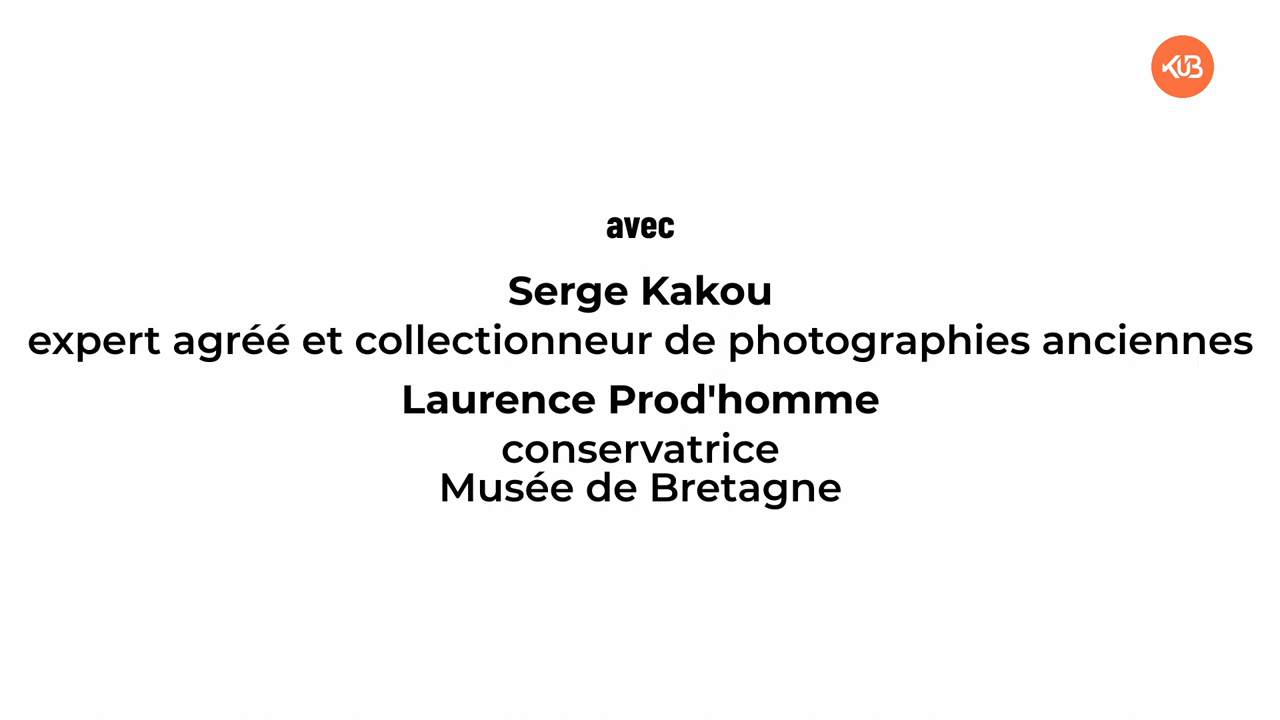 KUB
avec
Serge Kakou
expert agréé et collectionneur de photographies anciennes
Laurence Prod'homme
conservatrice
Musée de Bretagne